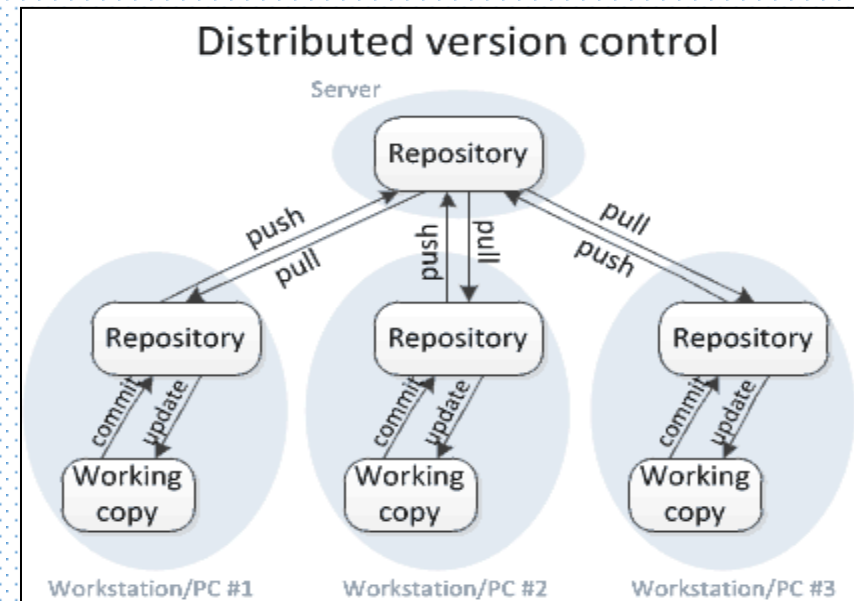 Distributed version control
Server
Repository
push
pull
push
pull
pull
push
Repository
Repository
Repository
commit
update
commit
update
commit
update
Working
copy
Working
copy
Working
copy
Workstation/PC #1
Workstation/PC #2
Workstation/PC #3